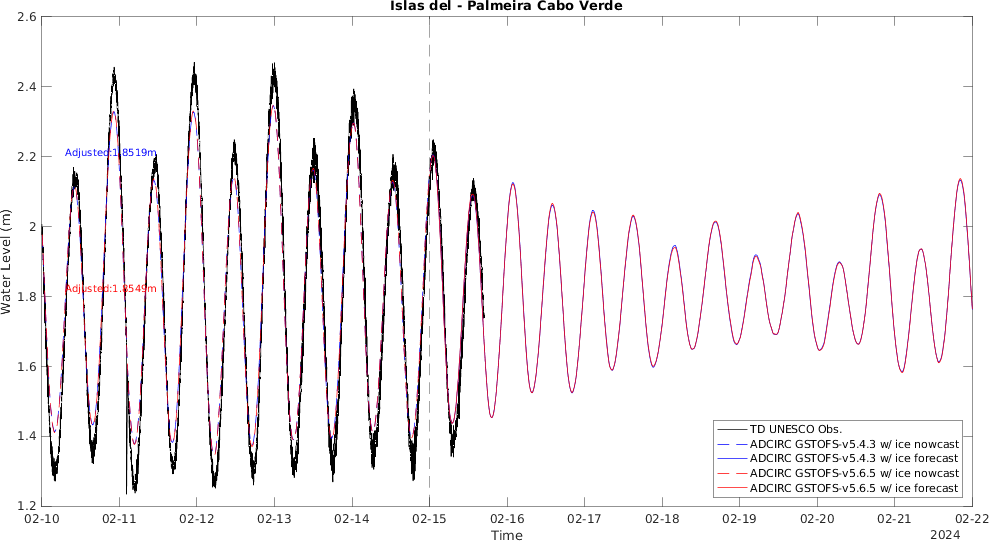 Islas del - Palmeira Cabo Verde
2.6
2.4
2.2
2
1.8
1.6
1.4
1.2
Water Level (m)
Adjusted:1.8519m
Adjusted:1.8549m
TD UNESCO Obs.
ADCIRC GSTOFS-v5.4.3 w/ ice nowcast
ADCIRC GSTOFS-v5.4.3 w/ ice forecast
ADCIRC GSTOFS-v5.6.5 w/ ice nowcast
ADCIRC GSTOFS-v5.6.5 w/ ice forecast
02-10 02-11 02-12 02-13 02-14 02-15 02-16 02-17 02-18 02-19 02-20 02-21 02-22
Time
2024